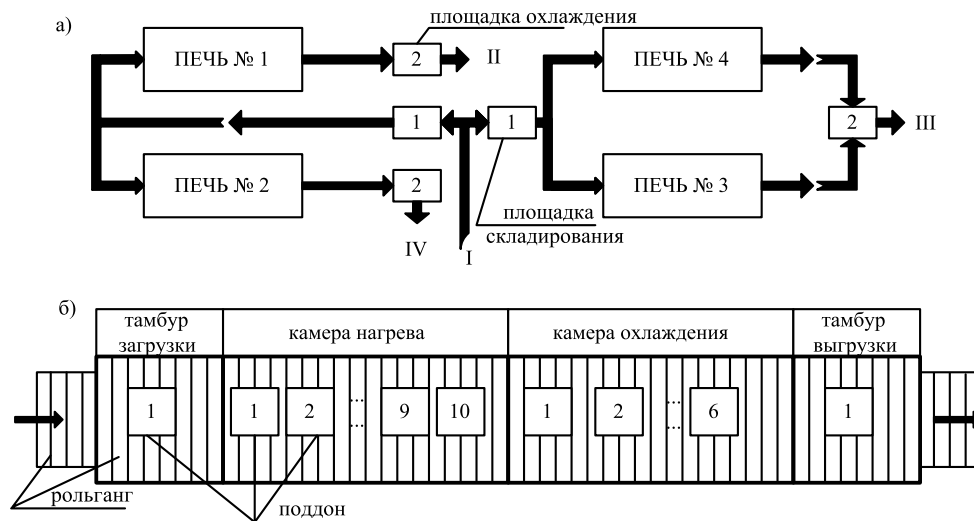 а)
площадка охлаждения
ПЕЧЬ № 1
2
II
ПЕЧЬ № 4
1
1
2
III
ПЕЧЬ № 2
2
ПЕЧЬ № 3
площадка
складирования
IV
I
б)
тамбур
загрузки
камера нагрева
камера охлаждения
тамбур
выгрузки
1
1
2
...
...
9
10
1
2
...
...
6
1
рольганг
поддон